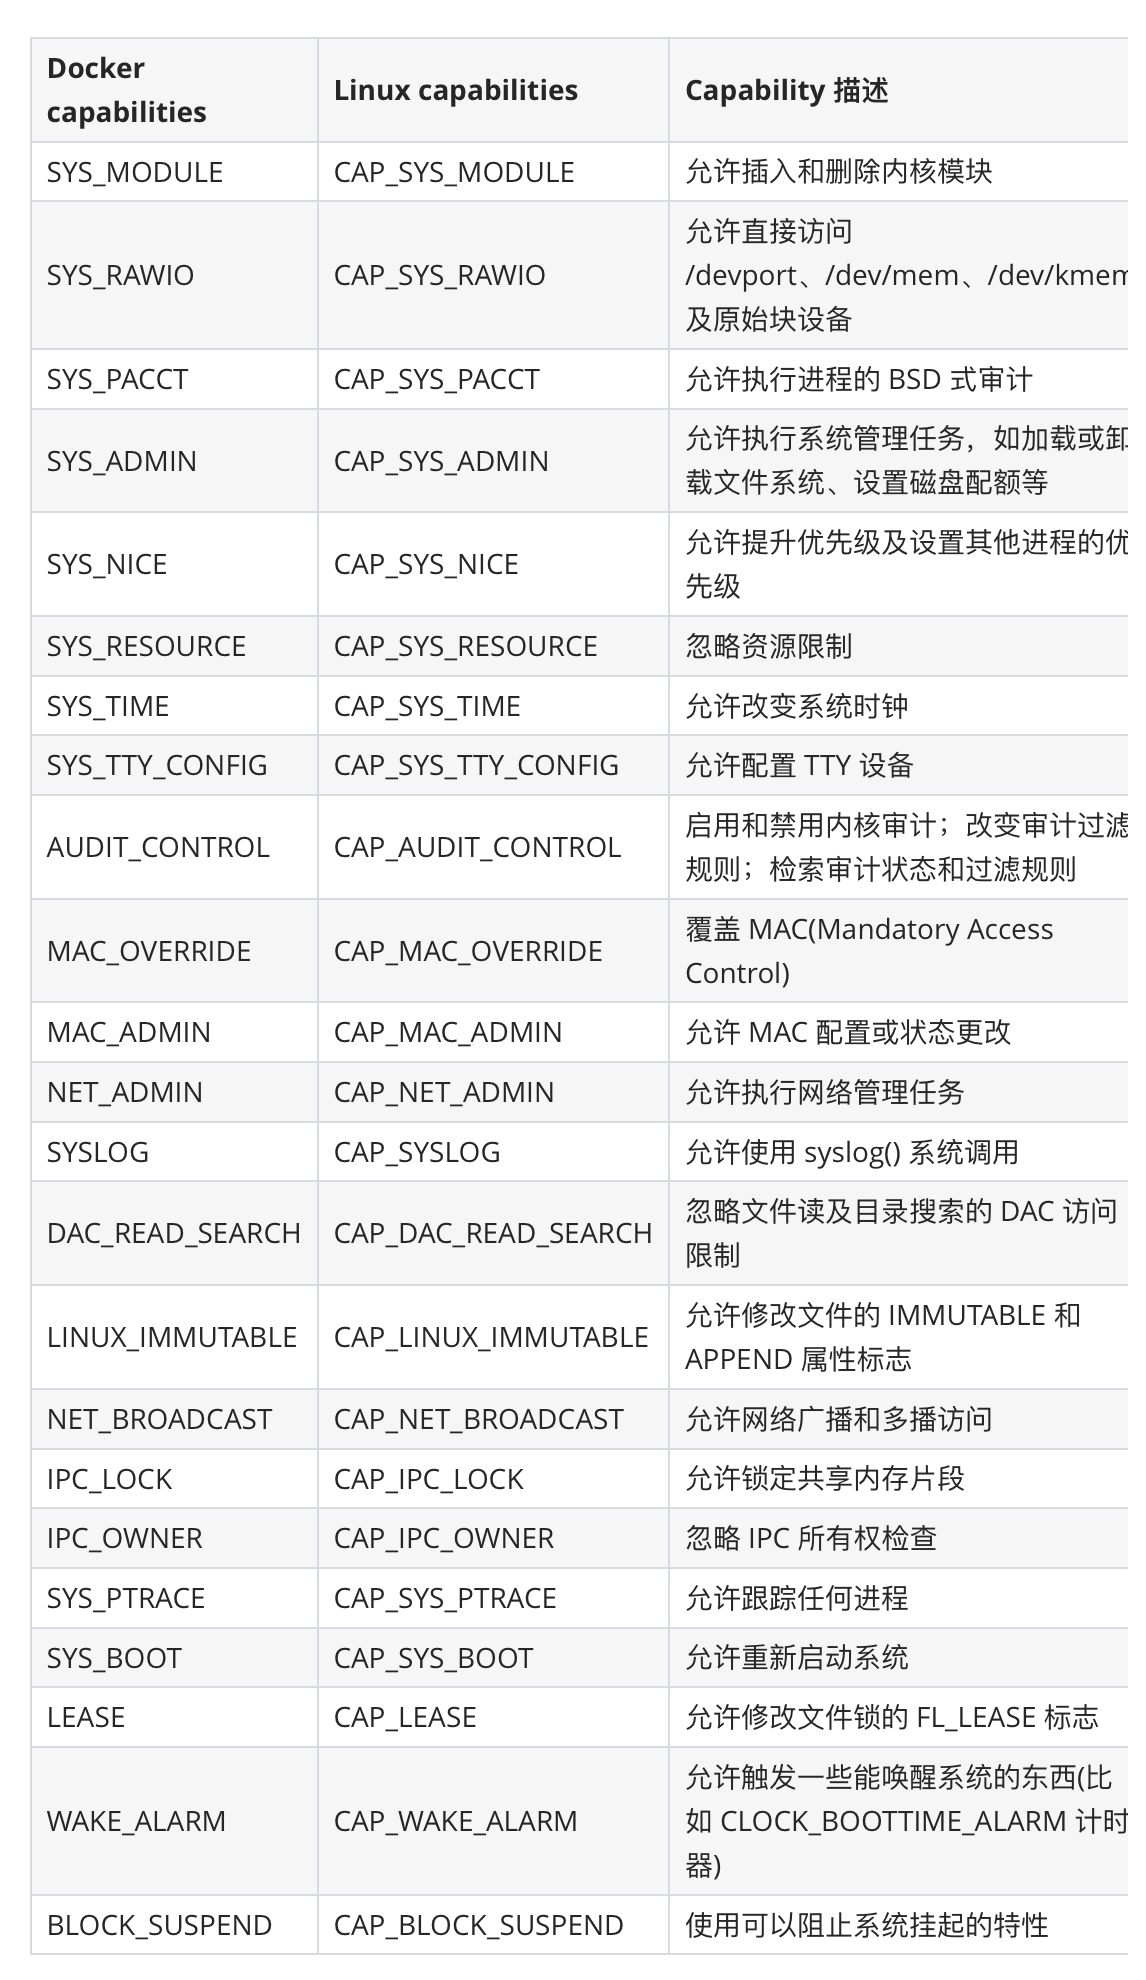 Docker capabilities
Linux capabilities
Capability 描述
SYS_MODULE
CAP_SYS_MODULE
允许插入和删除内核模块
SYS_RAWIO
CAP_SYS_RAWIO
允许直接访问
/devport、/dev/mem、/dev/kmem
及原始块设备
SYS_PACCT
CAP_SYS_PACCT
允许执行进程的 BSD 式审计
SYS_ADMIN
CAP_SYS_ADMIN
允许执行系统管理任务，如加载或卸
载文件系统、设置磁盘配额等
SYS_NICE
CAP_SYS_NICE
允许提升优先级及设置其他进程的优
先级
SYS_RESOURCE
CAP_SYS_RESOURCE
忽略资源限制
SYS_TIME
CAP_SYS_TIME
允许改变系统时钟
SYS_TTY_CONFIG
CAP_SYS_TTY_CONFIG
允许配置 TTY 设备
AUDIT_CONTROL
CAP_AUDIT_CONTROL
启用和禁用内核审计；改变审计过滤
规则；检索审计状态和过滤规则
MAC_OVERRIDE
CAP_MAC_OVERRIDE
覆盖 MAC(Mandatory Access
Control)
MAC_ADMIN
CAP_MAC_ADMIN
允许 MAC 配置或状态更改
NET_ADMIN
CAP_NET_ADMIN
允许执行网络管理任务
SYSLOG
CAP_SYSLOG
允许使用 syslog() 系统调用
DAC_READ_SEARCH
CAP_DAC_READ_SEARCH
忽略文件读及目录搜索的 DAC 访问
限制
LINUX_IMMUTABLE
CAP_LINUX_IMMUTABLE
允许修改文件的 IMMUTABLE 和
APPEND 属性标志
NET_BROADCAST
CAP_NET_BROADCAST
允许网络广播和多播访问
IPC_LOCK
CAP_IPC_LOCK
允许锁定共享内存片段
IPC_OWNER
CAP_IPC_OWNER
忽略 IPC 所有权检查
SYS_PTRACE
CAP_SYS_PTRACE
允许跟踪任何进程
SYS_BOOT
CAP_SYS_BOOT
允许重新启动系统
LEASE
CAP_LEASE
允许修改文件锁的 FL_LEASE 标志
WAKE_ALARM
CAP_WAKE_ALARM
允许触发一些能唤醒系统的东西(比
如 CLOCK_BOOTTIME_ALARM 计时
器)
BLOCK_SUSPEND
CAP_BLOCK_SUSPEND
使用可以阻止系统挂起的特性